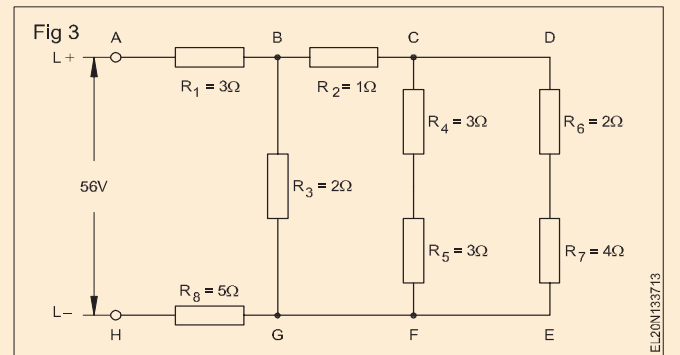 Fig 3
A B C D
L +
R1 = 3Ω R2= 1Ω
R4 = 3Ω R6 = 2Ω
56V
R3 = 2Ω
R5 = 3Ω R7 = 4Ω
R8 = 5Ω
L−
H G F E
EL20N133713